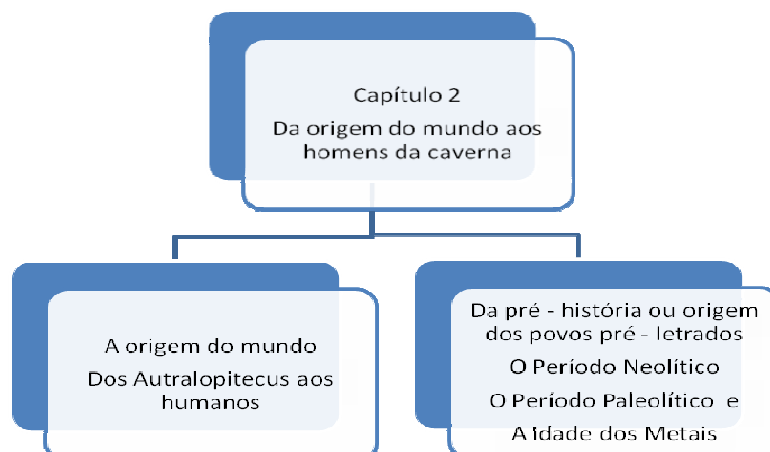 Capítulo 2
Da origem do mundo aos
homens da caverna
A origem do mundo
Dos Autralopitecus aos
humanos
Da pré - história ou origem
dos povos pré - letrados
O Período Neolítico
O Período Paleolítico e
A idade dos Metais